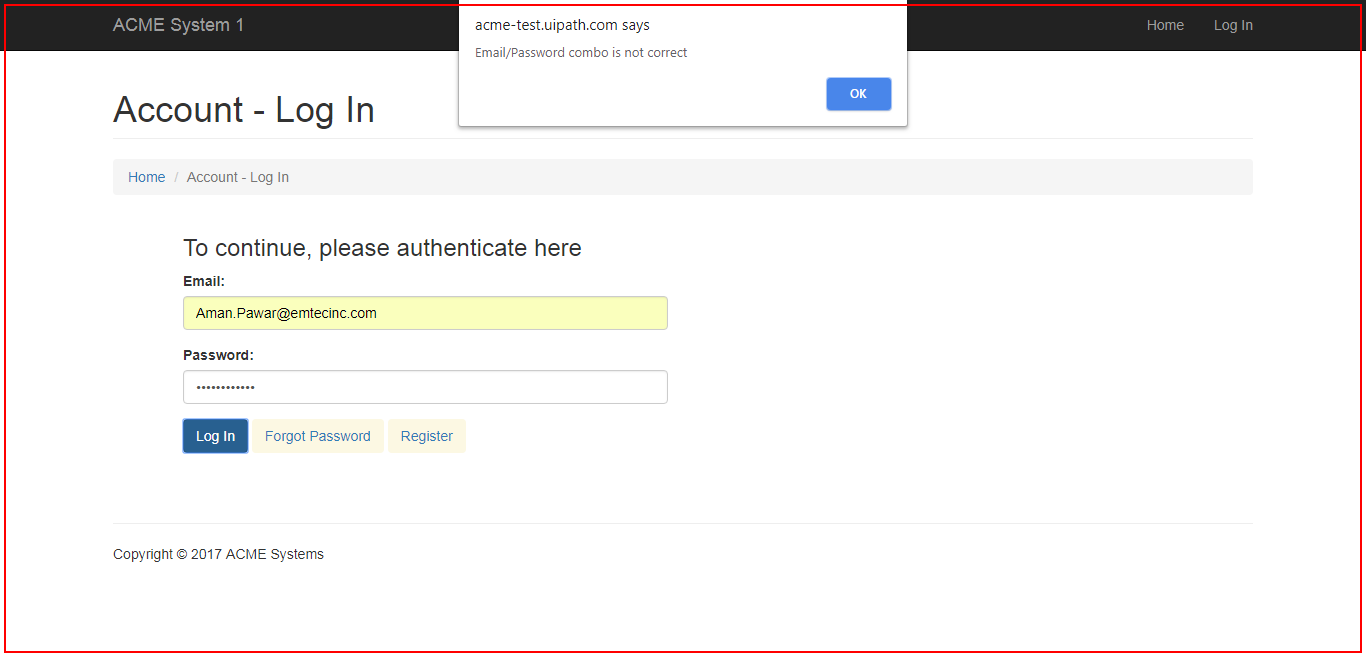 ACME System 1
Home Log In
acme-test.uipath.com says
Email/Password combo is not correct
OK
Account - Log In
Home / Account - Log In
To continue, please authenticate here
Email:
Aman.Pawar@emtecinc.com
Password:
••••••••••••
Log In Forgot Password Register
Copyright © 2017 ACME Systems